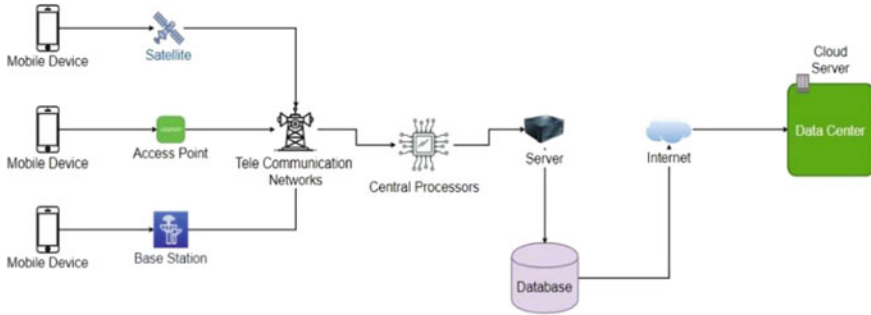 Mobile Device
Satellite
Mobile Device
Access Point
Tele Communication
Networks
Mobile Device
Base Station
Central Processors
Server
Database
Internet
Cloud
Server
Data Center